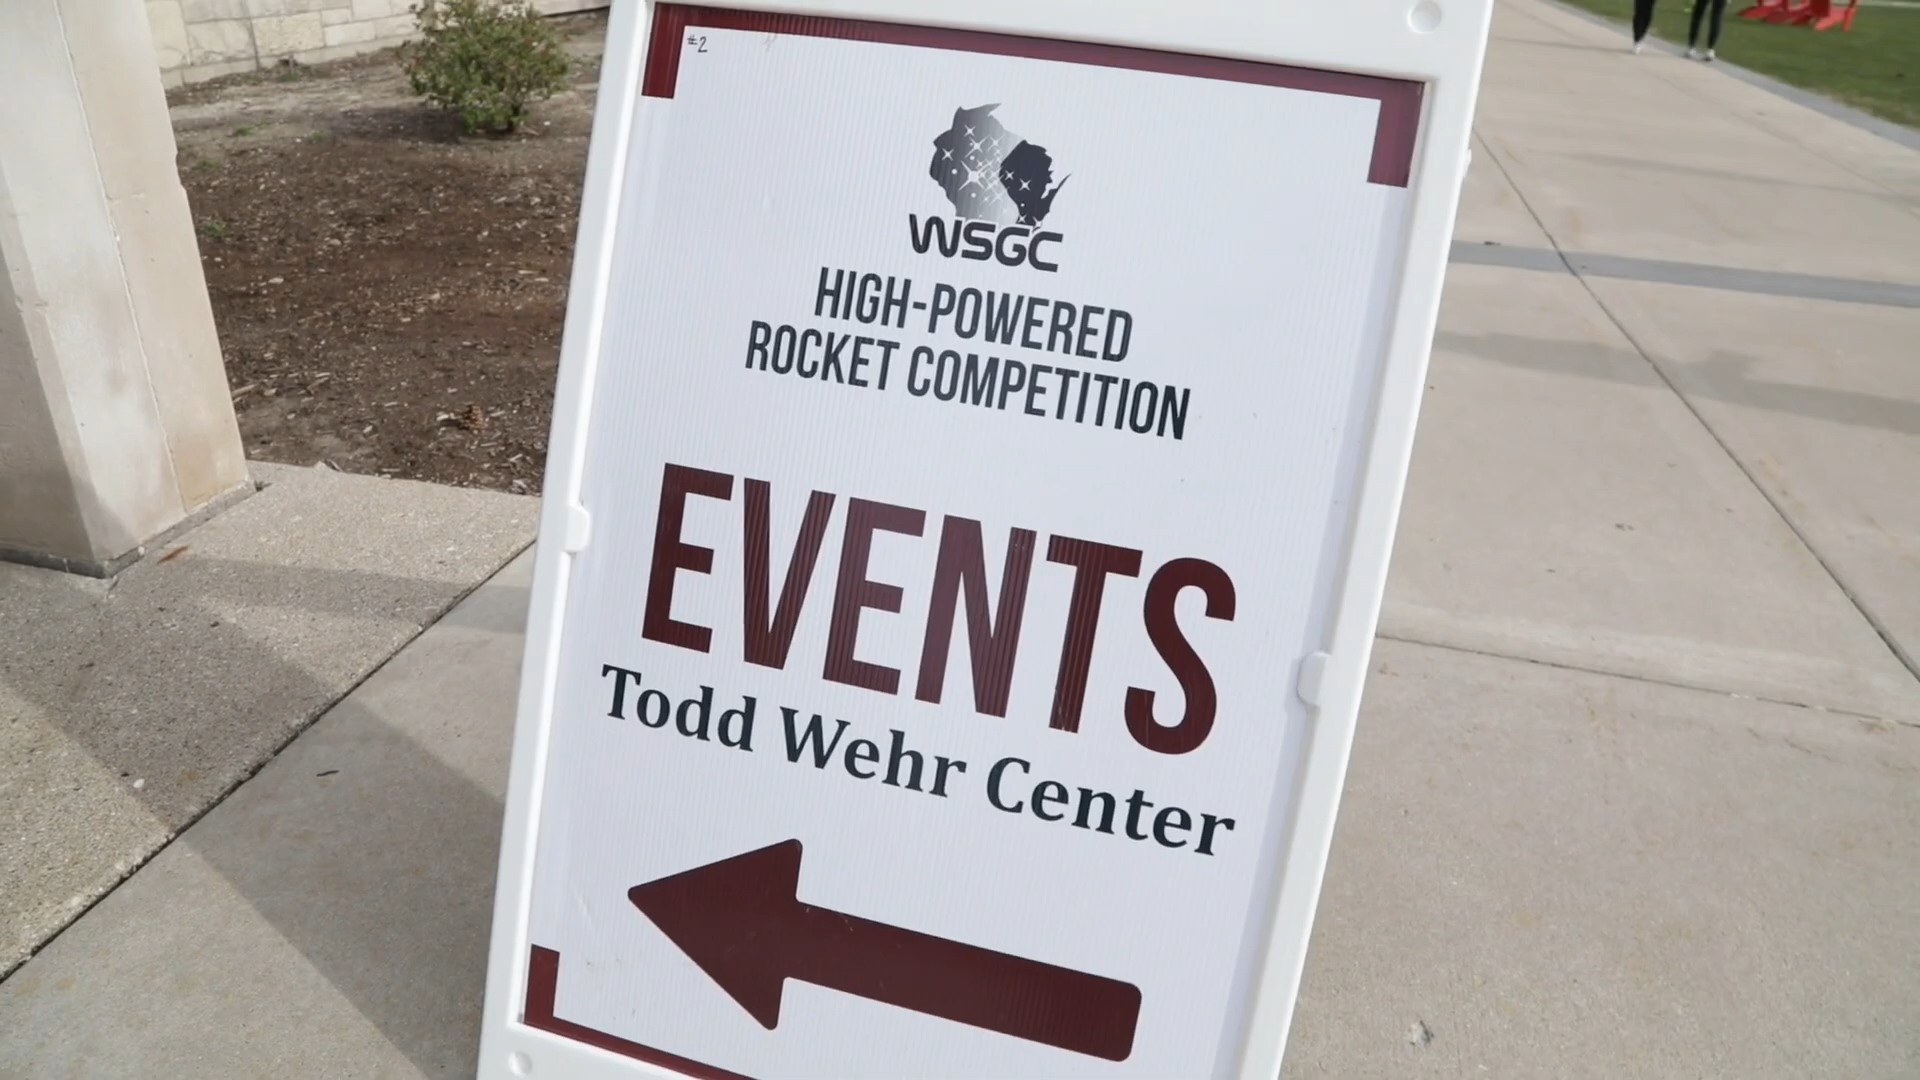 #2
WSGC
HIGH-POWERED
ROCKET COMPETITION
EVENTS
Todd Wehr Center